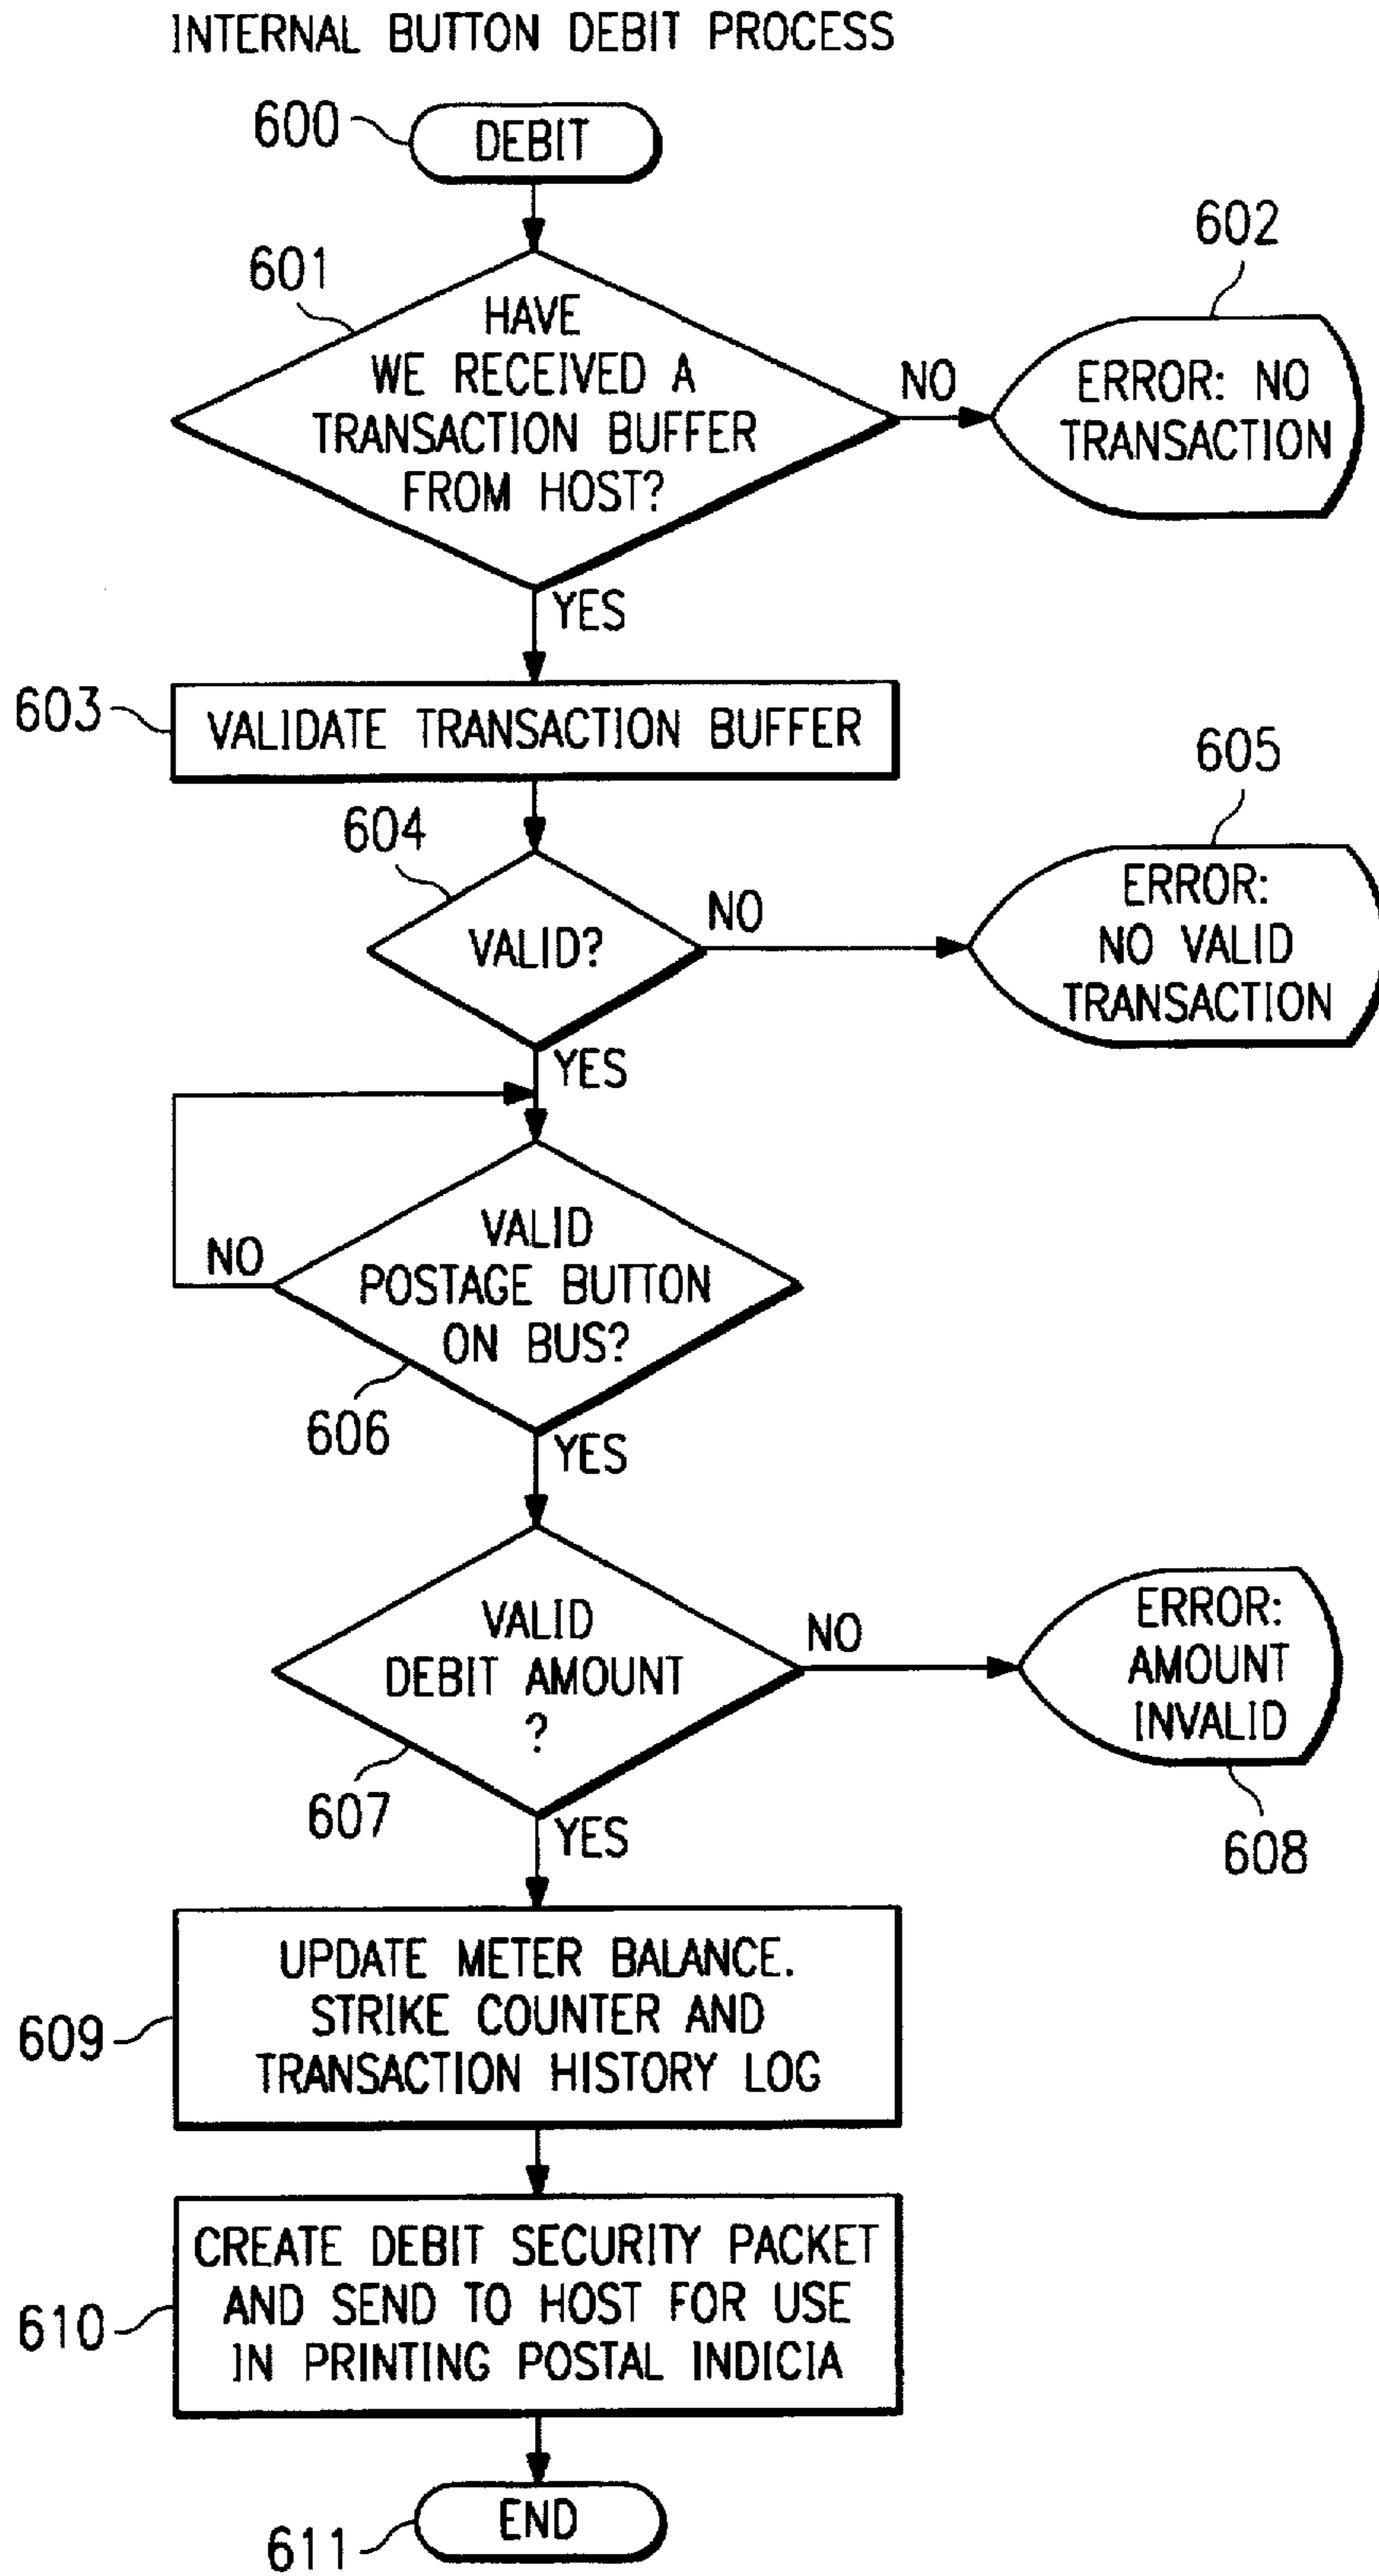 INTERNAL BUTTON DEBIT PROCESS
600
DEBIT
601
HAVE
WE RECEIVED A
TRANSACTION BUFFER
FROM HOST?
NO
602
ERROR: NO
TRANSACTION
YES
603
VALIDATE TRANSACTION BUFFER
604
VALID?
NO
605
ERROR:
NO VALID
TRANSACTION
YES
VALID
POSTAGE BUTTON
ON BUS?
NO
606
YES
VALID
DEBIT AMOUNT
?
NO
ERROR:
AMOUNT
INVALID
607
608
YES
609
UPDATE METER BALANCE.
STRIKE COUNTER AND
TRANSACTION HISTORY LOG
610
CREATE DEBIT SECURITY PACKET
AND SEND TO HOST FOR USE
IN PRINTING POSTAL INDICIA
END
611